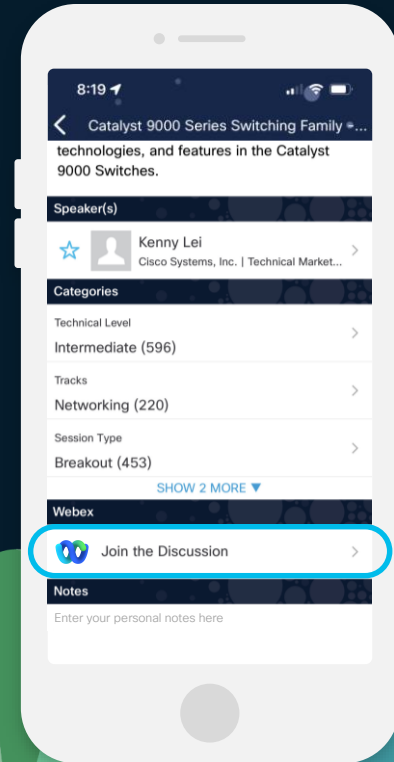 8:19
Catalyst 9000 Series Switching Family -...
technologies, and features in the Catalyst
9000 Switches.
Speaker(s)
Kenny Lei
Cisco Systems, Inc. | Technical Market...
Categories
Technical Level
Intermediate (596)
Tracks
Networking (220)
Session Type
Breakout (453)
SHOW 2 MORE ▼
Webex
Join the Discussion
Notes
Enter your personal notes here